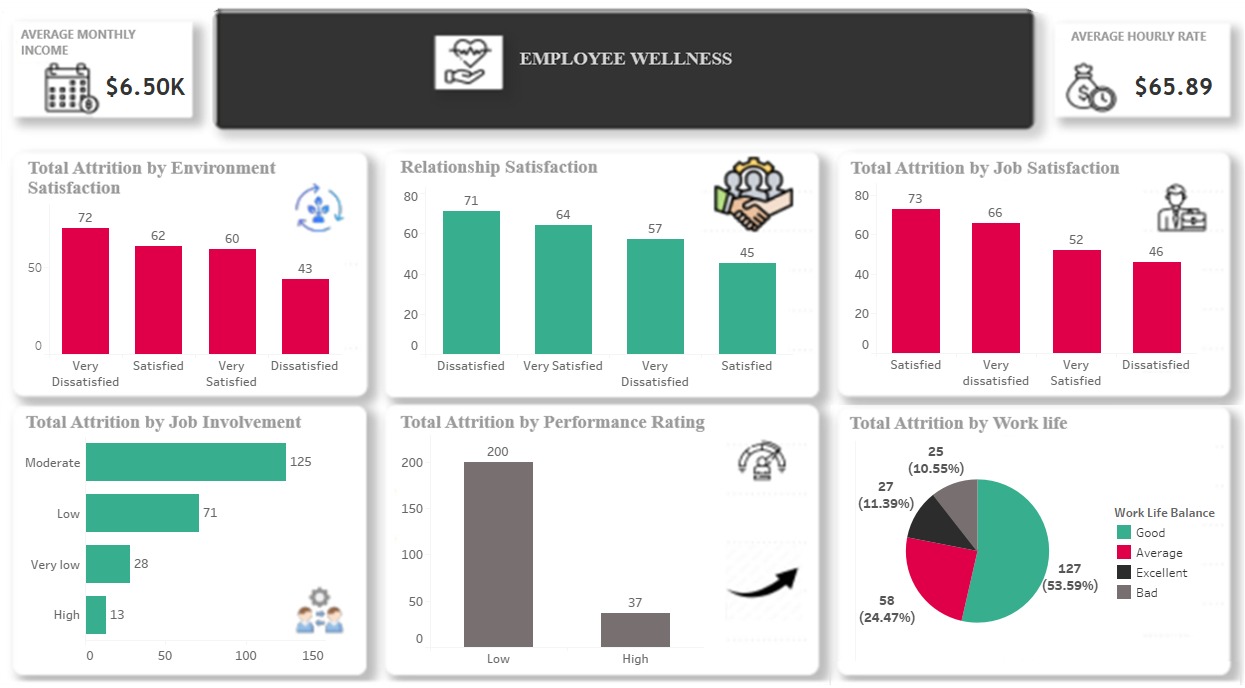 AVERAGE MONTHLY
INCOME
$6.50K
EMPLOYEE WELLNESS
AVERAGE HOURLY RATE
$65.89
Total Attrition by Environment
Satisfaction
72
62
60
43
50
0
Very
Dissatisfied
Satisfied
Very
Satisfied
Dissatisfied
Relationship Satisfaction
80
60
40
20
0
71
64
57
45
Dissatisfied
Very Satisfied
Very
Dissatisfied
Satisfied
Total Attrition by Job Satisfaction
80
60
40
20
0
73
66
52
46
Satisfied
Very
dissatisfied
Very
Satisfied
Dissatisfied
Total Attrition by Job Involvement
Moderate 125
Low 71
Very low 28
High 13
0 50 100 150
Total Attrition by Performance Rating
200
150
100
50
0
200
37
Low
High
Total Attrition by Work life
25
(10.55%)
27
(11.39%)
127
(53.59%)
58
(24.47%)
Work Life Balance
Good
Average
Excellent
Bad